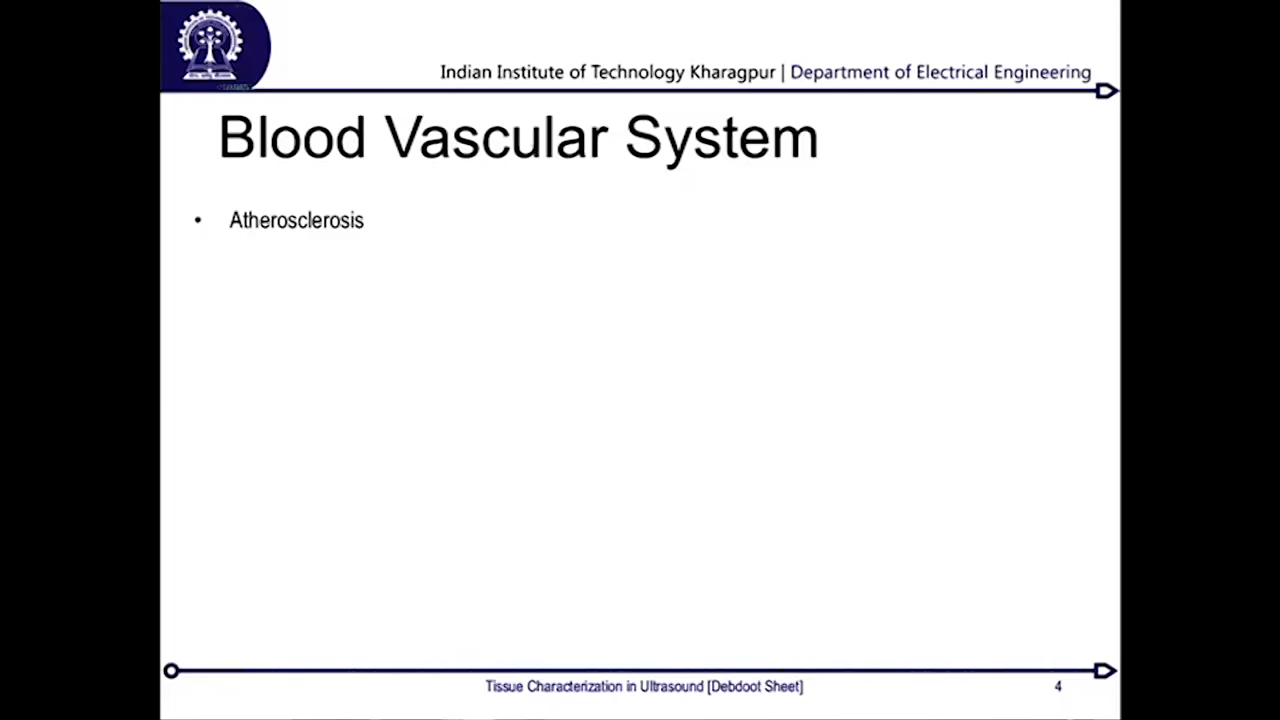 Indian Institute of Technology Kharagpur | Department of Electrical Engineering
Blood Vascular System
• Atherosclerosis
Tissue Characterization in Ultrasound [Debdoot Sheet]
4